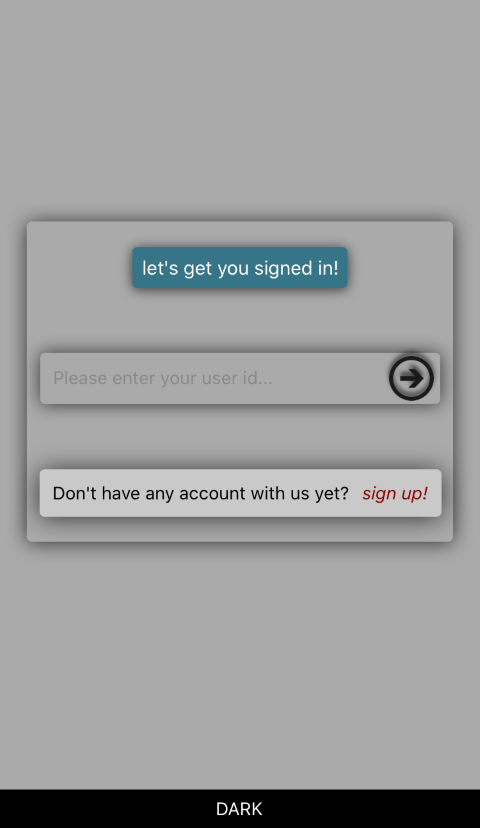 let's get you signed in!
Please enter your user id...
Don't have any account with us yet? sign up!
DARK